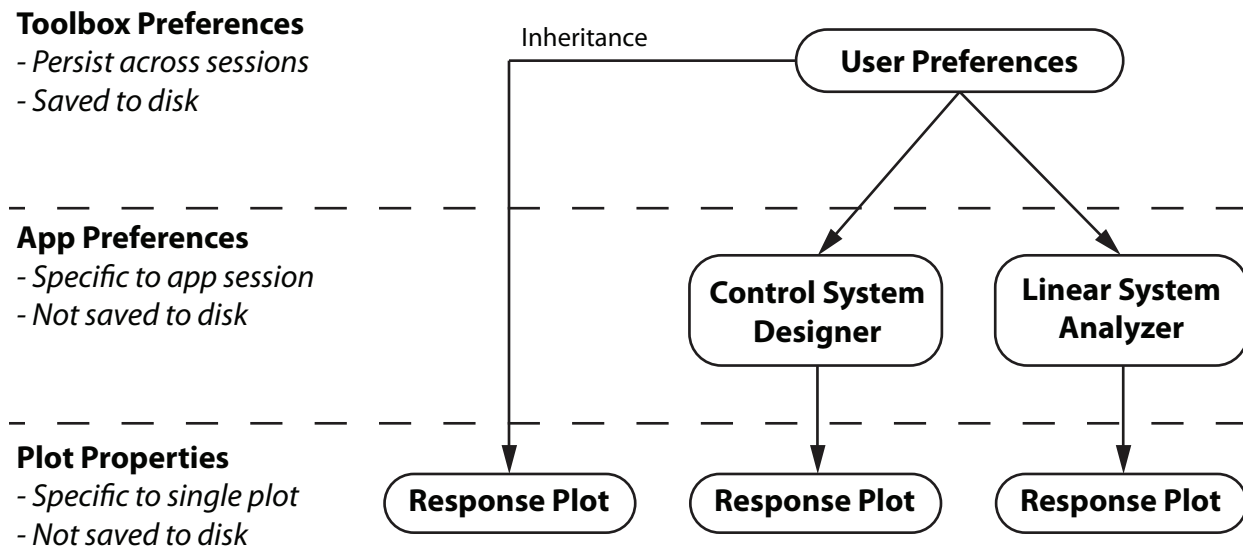 Toolbox Preferences
- Persist across sessions
- Saved to disk
Inheritance
User Preferences
App Preferences
- Specific to app session
- Not saved to disk
Control System
Designer
Linear System
Analyzer
Plot Properties
- Specific to single plot
- Not saved to disk
Response Plot
Response Plot
Response Plot